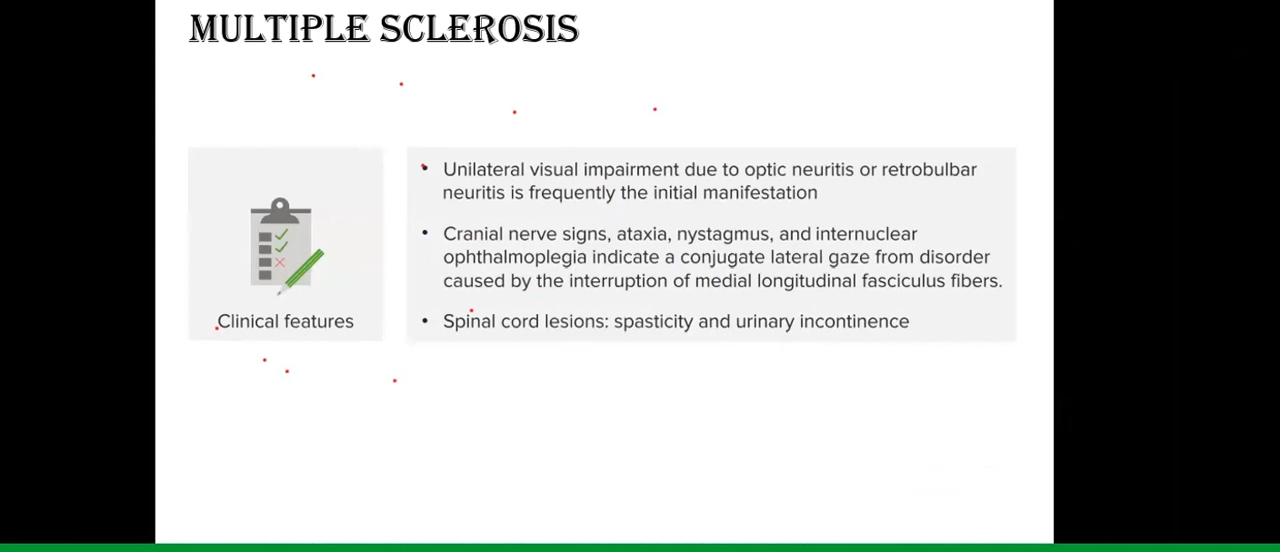 MULTIPLE SCLEROSIS
Unilateral visual impairment due to optic neuritis or retrobulbar
neuritis is frequently the initial manifestation
Cranial nerve signs, ataxia, nystagmus, and internuclear
ophthalmoplegia indicate a conjugate lateral gaze from disorder
caused by the interruption of medial longitudinal fasciculus fibers.
Clinical features
Spinal cord lesions: spasticity and urinary incontinence